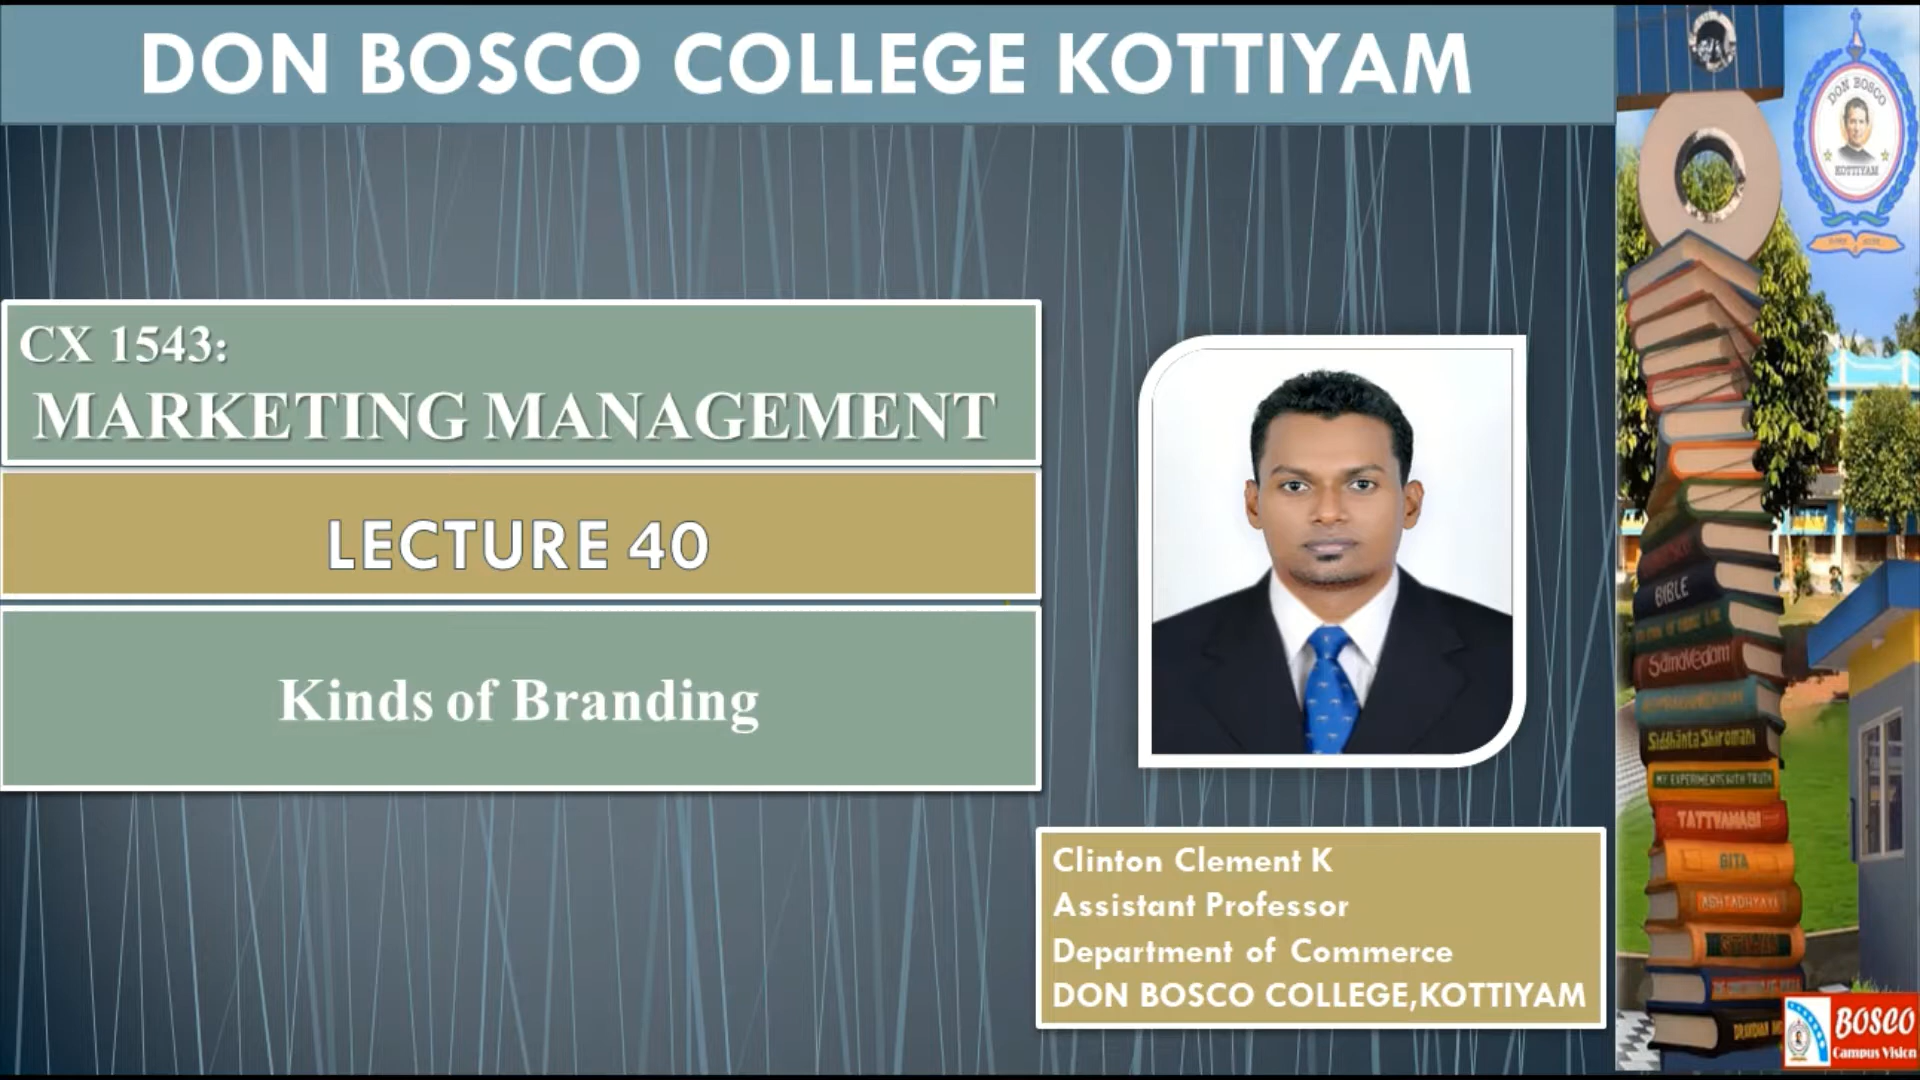 DON BOSCO COLLEGE KOTTIYAM
CX 1543:
MARKETING MANAGEMENT
LECTURE 40
Kinds of Branding
Clinton Clement K
Assistant Professor
Department of Commerce
DON BOSCO COLLEGE,KOTTIYAM
DON BOSCO
KOTTIYAM
BIBLE
SamaVedam
Siddhanta Shiromani
MY EXPERIMENTS WITH TRUTH
TATTVAMASI
GITA
ASHTADHYAYI
BOSCO
Campus Vision